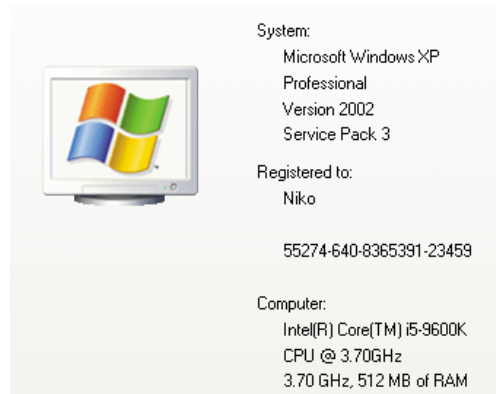 System:
Microsoft Windows XP
Professional
Version 2002
Service Pack 3
Registered to:
Niko
55274-640-8365391-23459
Computer:
Intel(R) Core(TM) i5-9600K
CPU @ 3.70GHz
3.70 GHz, 512 MB of RAM